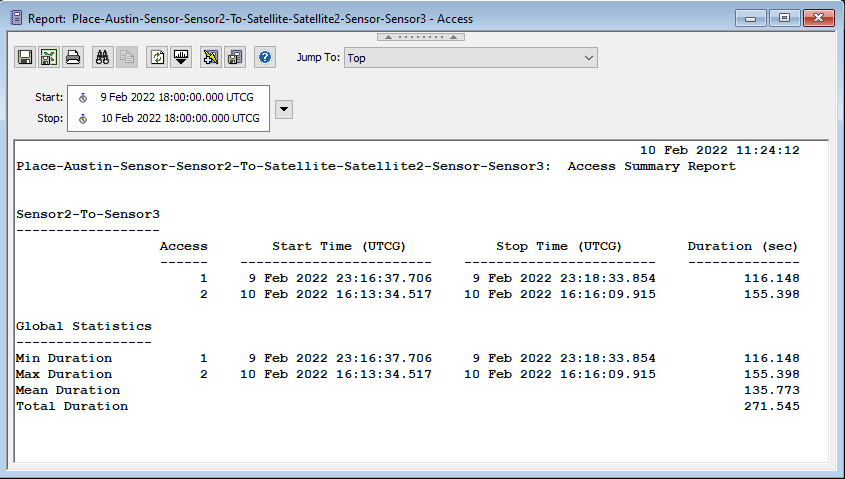 Report: Place-Austin-Sensor-Sensor2-To-Satellite-Satellite2-Sensor-Sensor3 - Access
Jump To: Top
Start: 9 Feb 2022 18:00:00.000 UTCG
Stop: 10 Feb 2022 18:00:00.000 UTCG
10 Feb 2022 11:24:12
Place-Austin-Sensor-Sensor2-To-Satellite-Satellite2-Sensor-Sensor3:  Access Summary Report
Sensor2-To-Sensor3
------------------
Access Start Time (UTCG) Stop Time (UTCG) Duration (sec)
------ ------------------------ ------------------------ --------------
1 9 Feb 2022 23:16:37.706 9 Feb 2022 23:18:33.854 116.148
2 10 Feb 2022 16:13:34.517 10 Feb 2022 16:16:09.915 155.398
Global Statistics
-----------------
Min Duration 1 9 Feb 2022 23:16:37.706 9 Feb 2022 23:18:33.854 116.148
Max Duration 2 10 Feb 2022 16:13:34.517 10 Feb 2022 16:16:09.915 155.398
Mean Duration 135.773
Total Duration 271.545